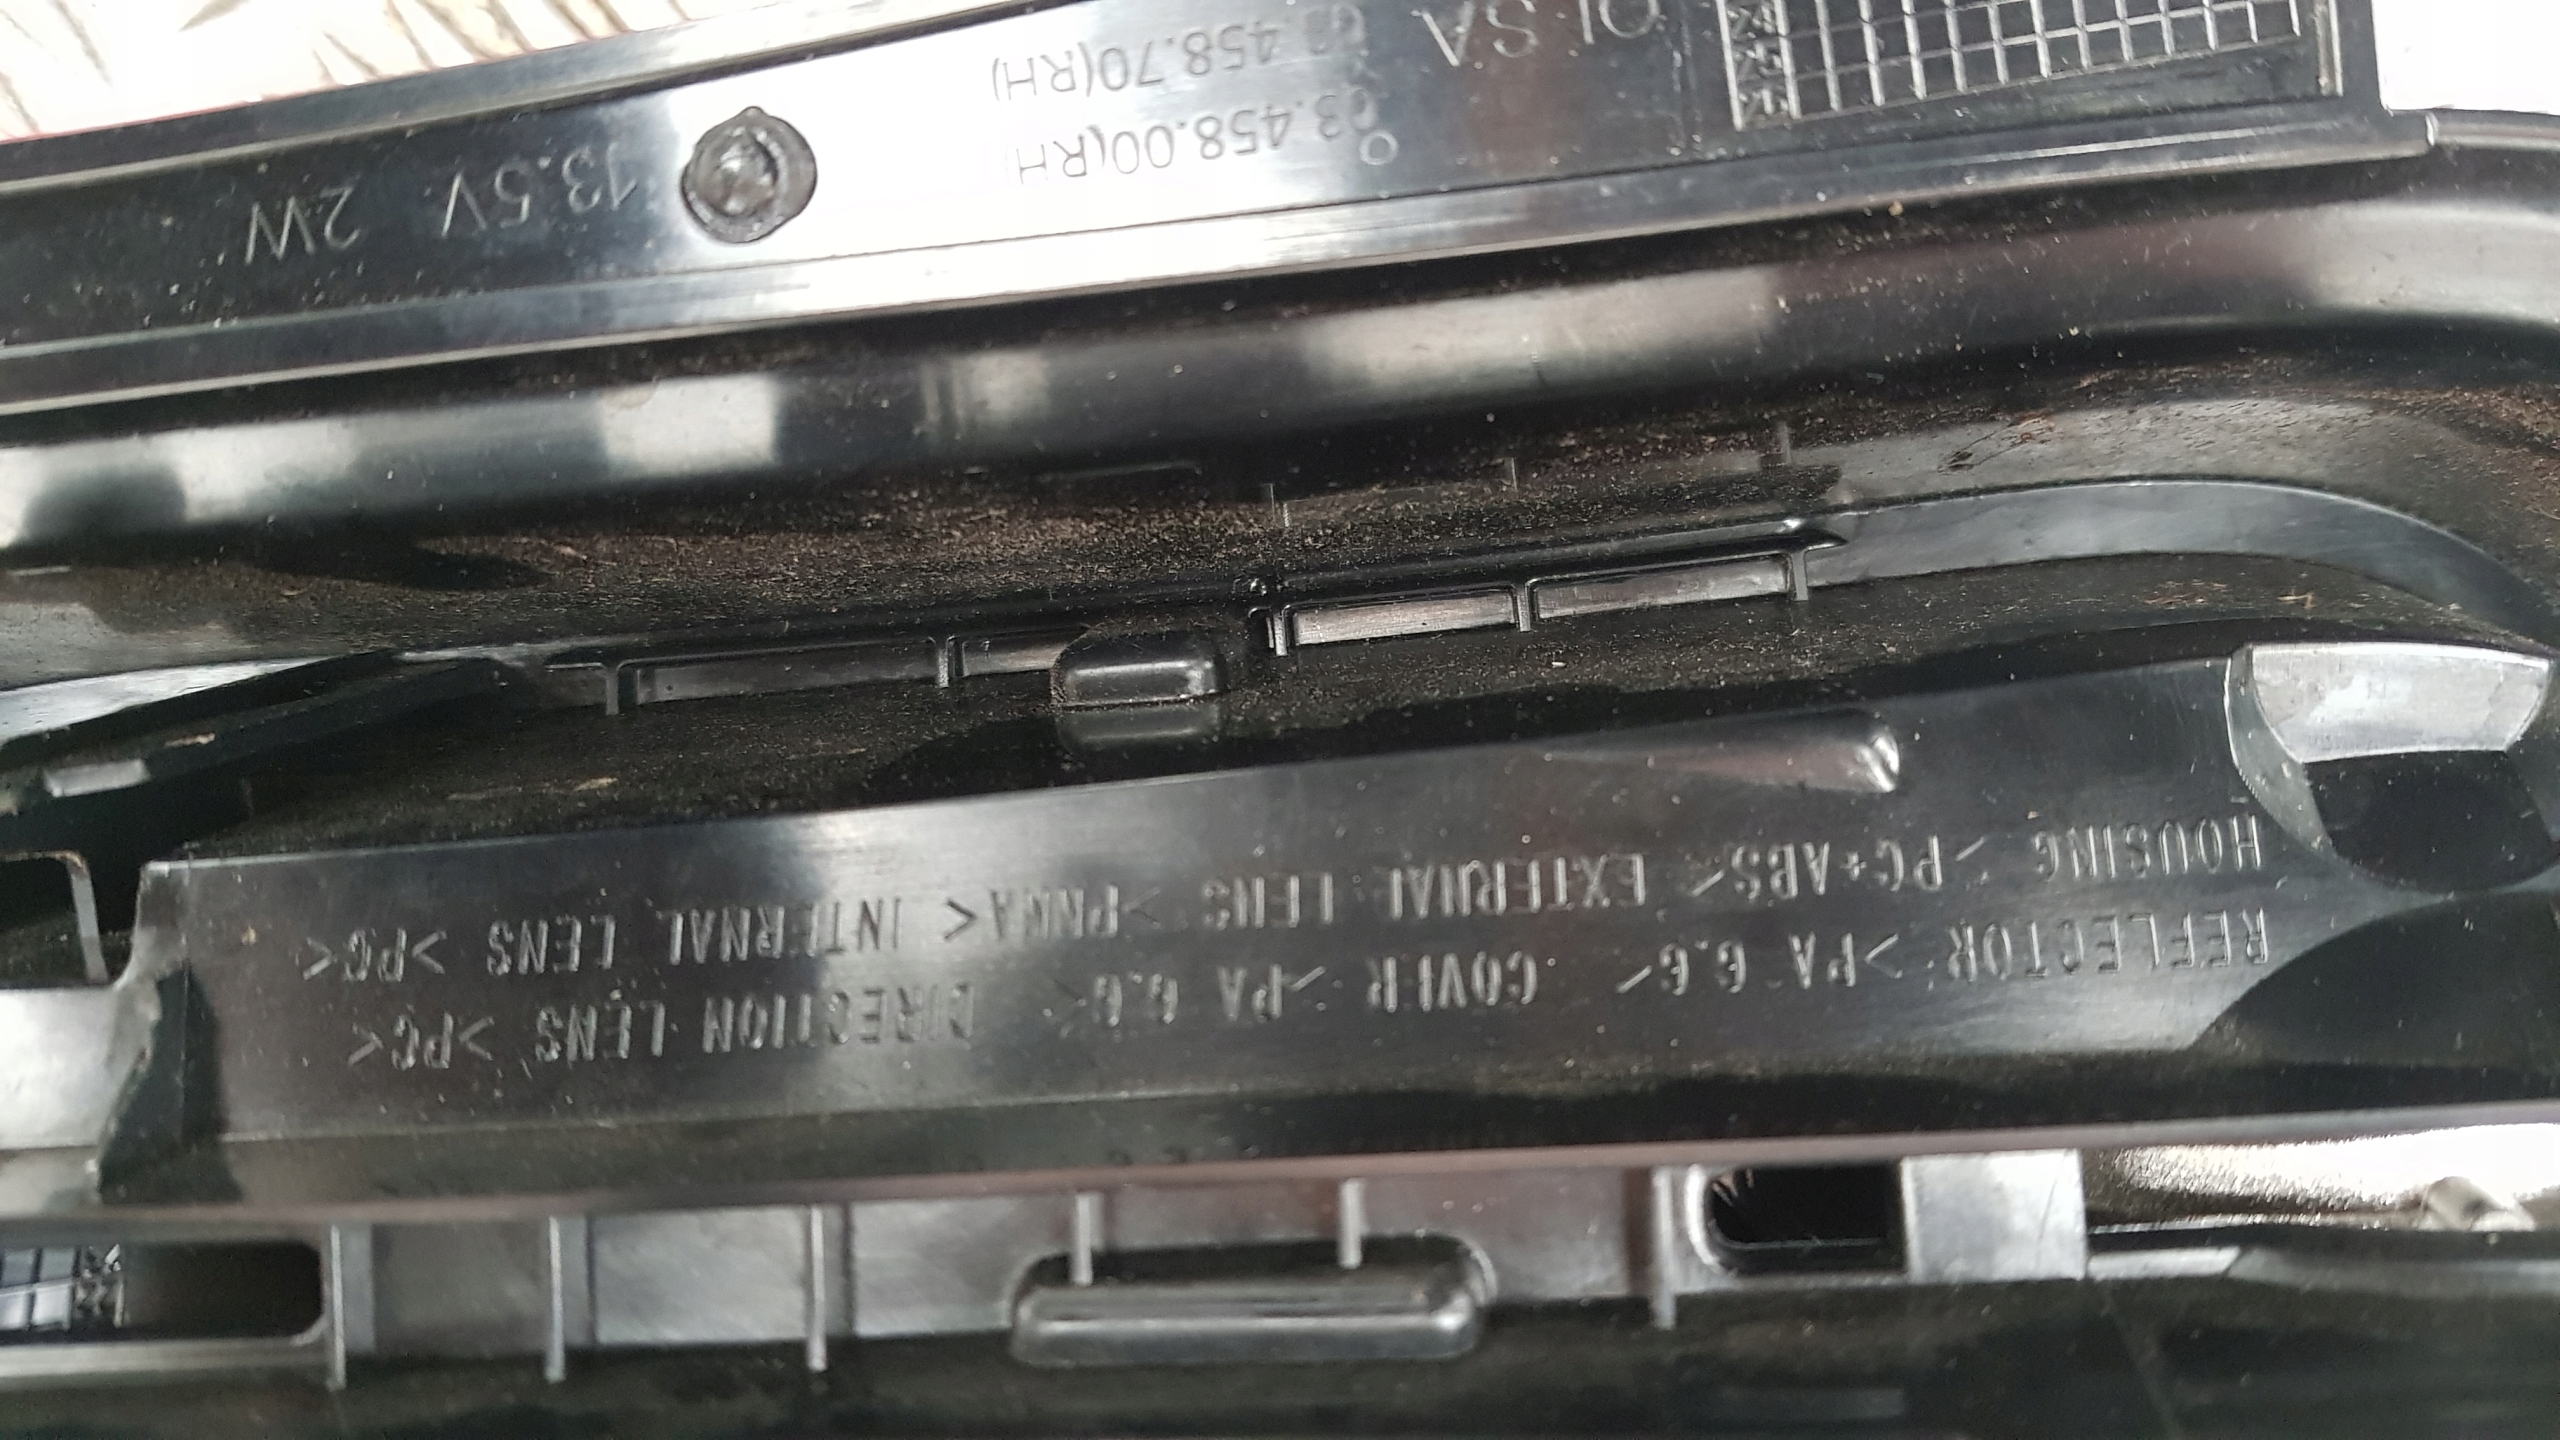 REFLECTOR >PA 6.6< COVER >PA 6.6< DIRECTION LENS >PC<
HOUSING >PC+ABS< EXTERNAL LENS >PMMA< INTERNAL LENS >PC<
OLSA
03.458.00(RH)
03.458.70(RH)
13.5V 2W